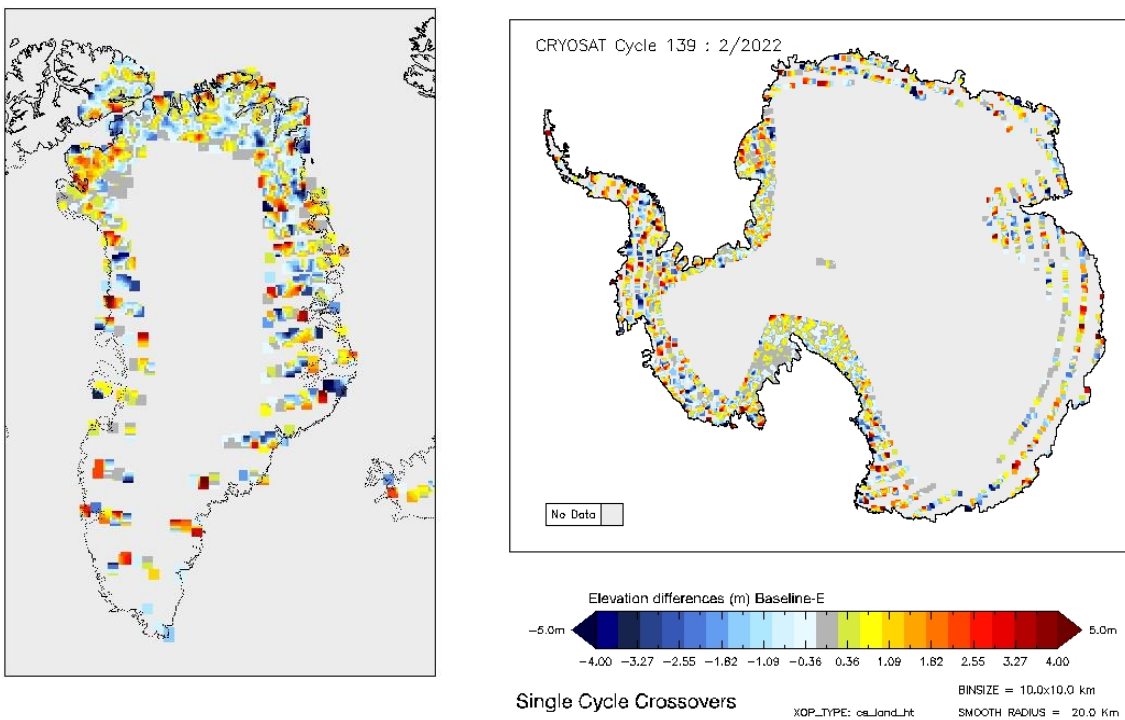 CRYOSAT Cycle 139 : 2/2022
No Data
Elevation differences (m) Baseline-E
-5.0m 5.0m
-4.00 -3.27 -2.55 -1.82 -1.09 -0.36 0.36 1.09 1.82 2.55 3.27 4.00
Single Cycle Crossovers
BINSIZE = 10.0x10.0 km
XOP_TYPE: cs_land_ht SMOOTH RADIUS = 20.0 Km